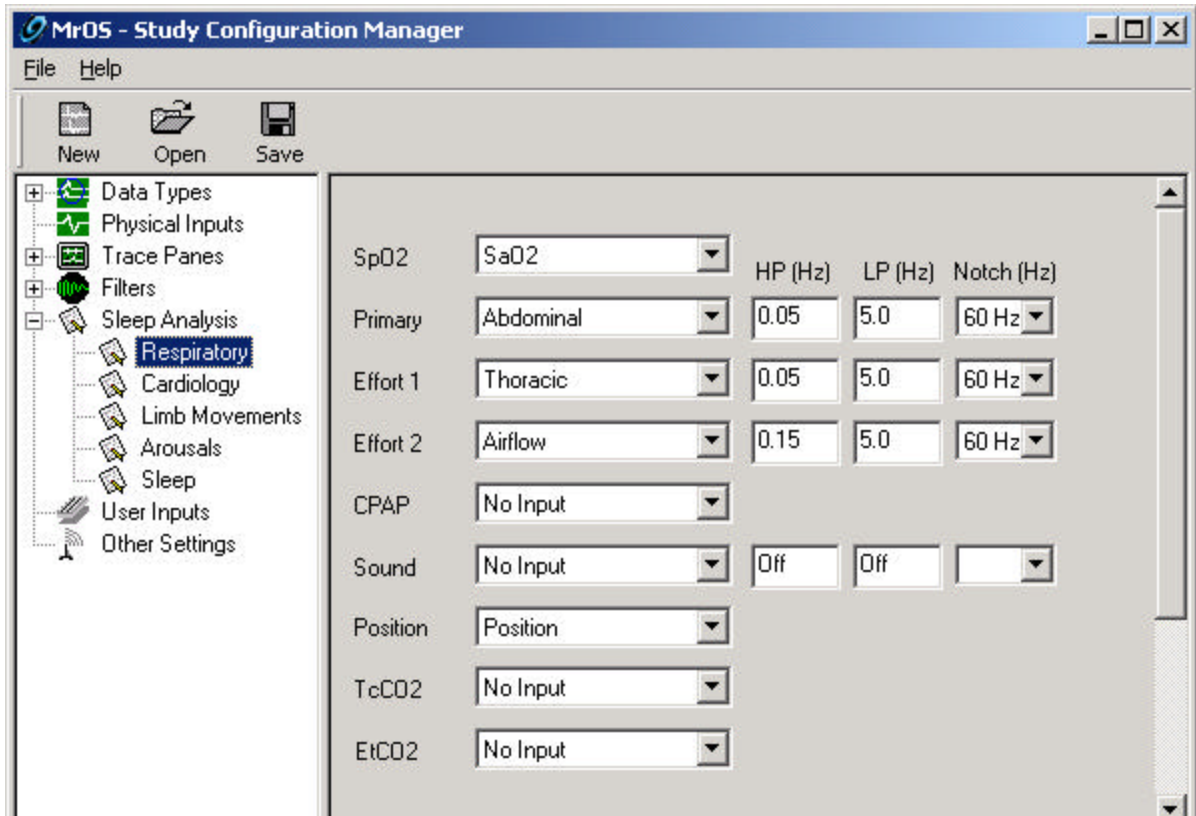 MrOS - Study Configuration Manager
File Help
New Open Save
Data Types
Physical Inputs
Trace Panes
Filters
Sleep Analysis
Respiratory
Cardiology
Limb Movements
Arousals
Sleep
User Inputs
Other Settings
SpO2 SaO2
HP (Hz) LP (Hz) Notch (Hz)
Primary Abdominal 0.05 5.0 60 Hz
Effort 1 Thoracic 0.05 5.0 60 Hz
Effort 2 Airflow 0.15 5.0 60 Hz
CPAP No Input
Sound No Input Off Off
Position Position
TcCO2 No Input
EtCO2 No Input